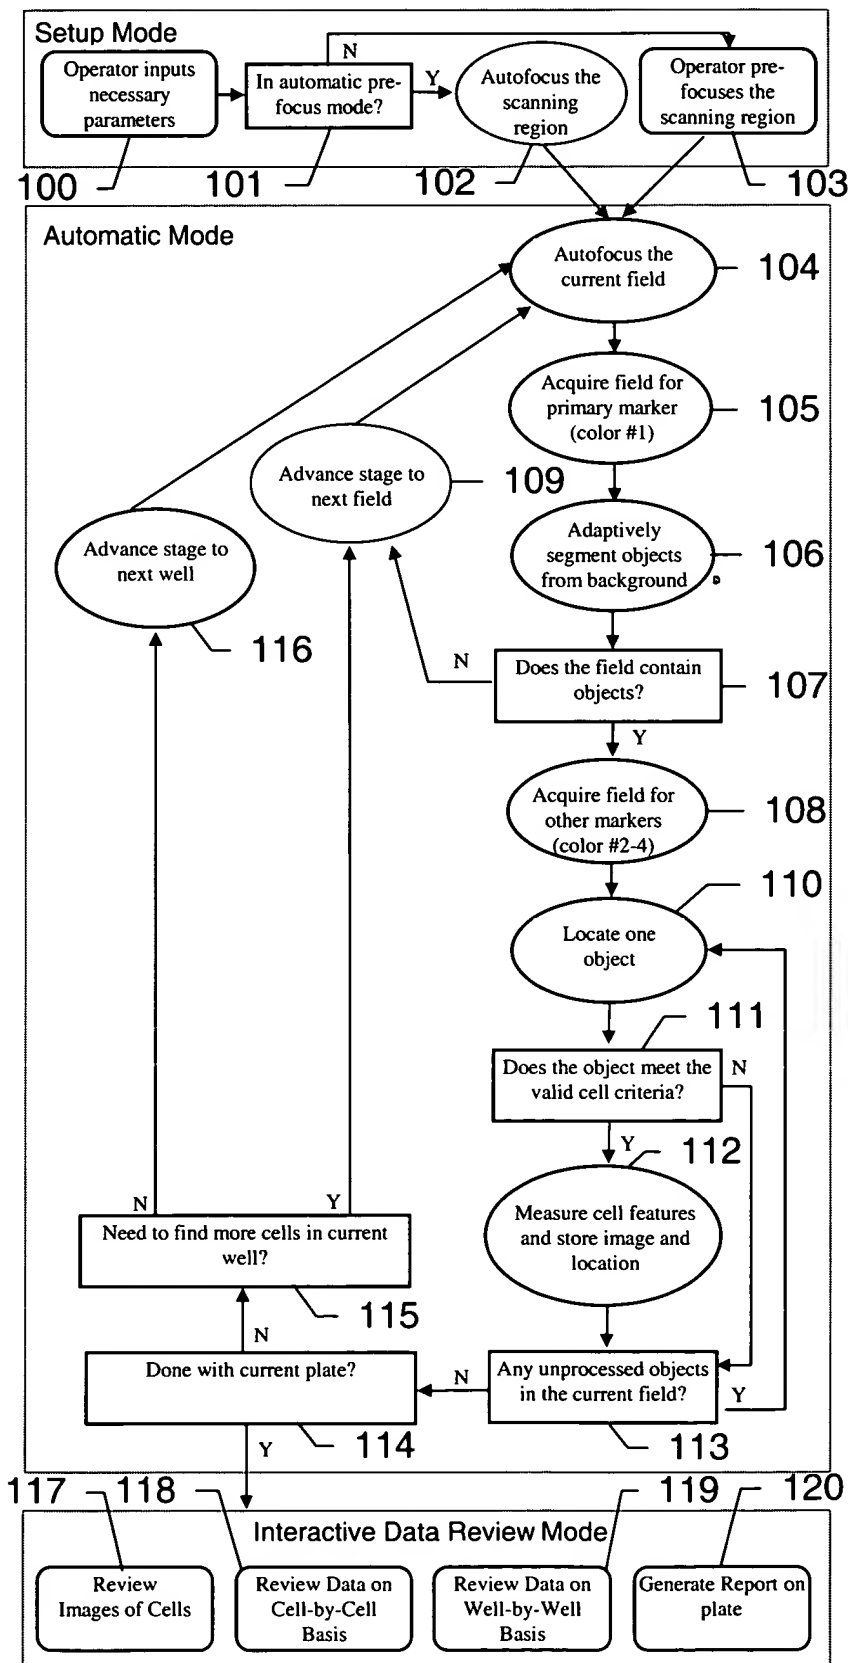 Setup Mode
Operator inputs
necessary
parameters
In automatic pre-
focus mode?
N
Y
Autofocus the
scanning
region
Operator pre-
focuses the
scanning region
100
101
102
103
Automatic Mode
Autofocus the
current field
104
Acquire field for
primary marker
(color #1)
105
Advance stage to
next field
109
Advance stage to
next well
116
Adaptively
segment objects
from background
106
Does the field contain
objects?
107
N
Y
Acquire field for
other markers
(color #2-4)
108
110
Locate one
object
111
Does the object meet the
valid cell criteria?
N
Y
112
Measure cell features
and store image and
location
N
Y
Need to find more cells in current
well?
115
N
Done with current plate?
N
Any unprocessed objects
in the current field?
Y
114
113
Y
117
118
119
120
Interactive Data Review Mode
Review
Images of Cells
Review Data on
Cell-by-Cell
Basis
Review Data on
Well-by-Well
Basis
Generate Report on
plate